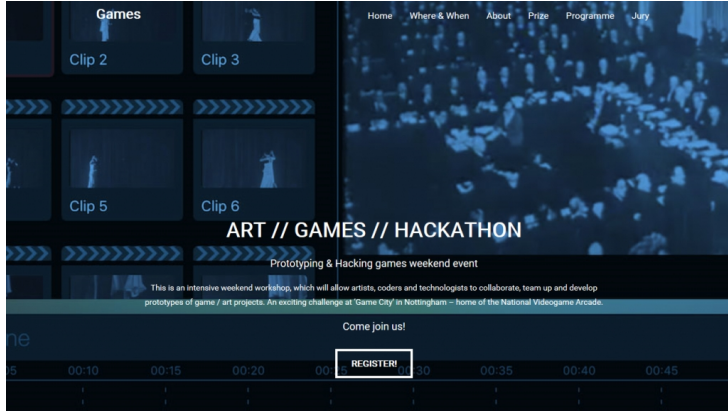 Games
Home Where & When About Prize Programme Jury
Clip 2 Clip 3
Clip 5 Clip 6
ART // GAMES // HACKATHON
Prototyping & Hacking games weekend event
This is an intensive weekend workshop, which will allow artists, coders and technologists to collaborate, team up and develop
prototypes of game / art projects. An exciting challenge at 'Game City' in Nottingham – home of the National Videogame Arcade.
Come join us!
ne
REGISTER!
05 00:10 00:15 00:20 00:25 00:30 00:35 00:40 00:45